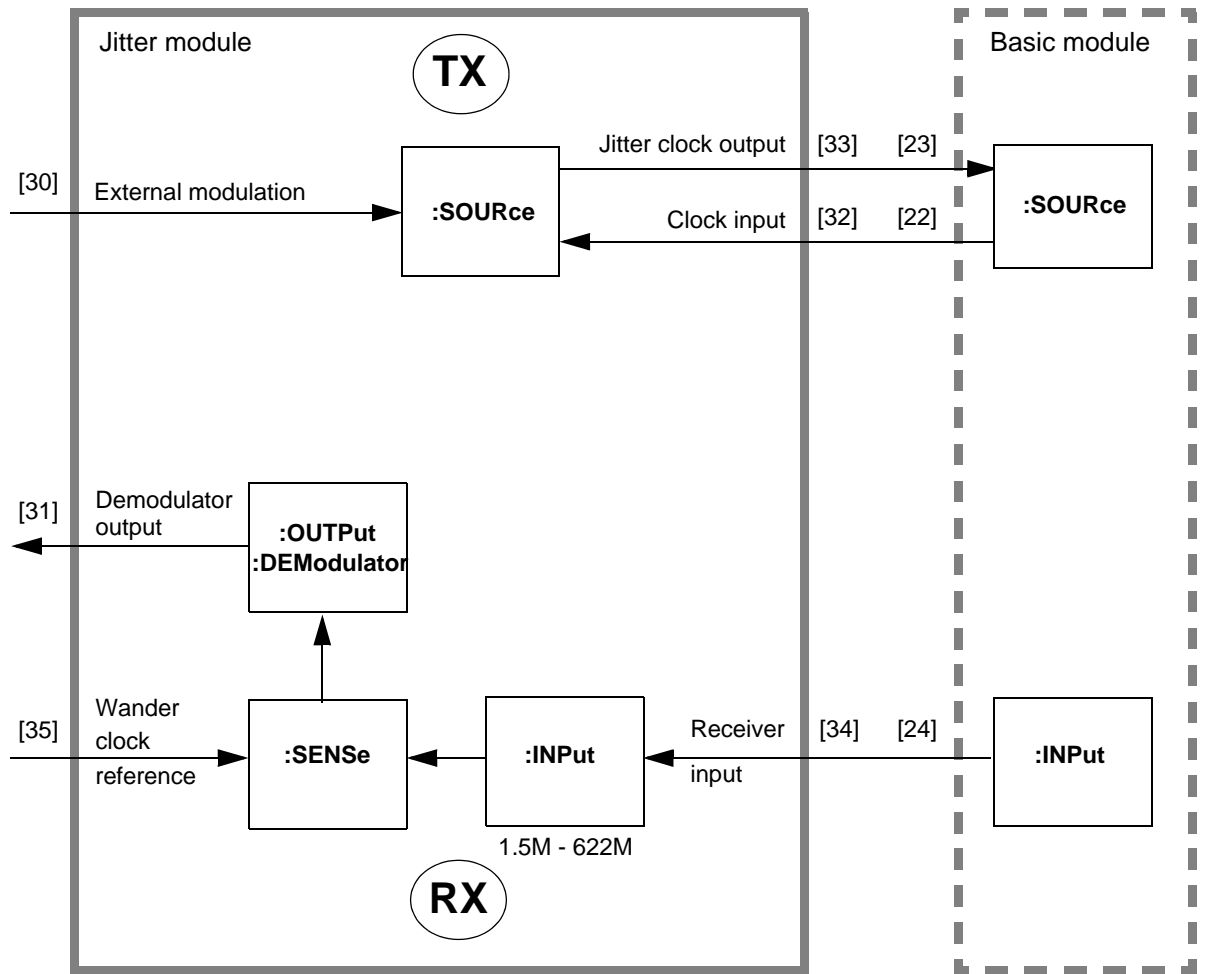 Jitter module
Basic module
TX
Jitter clock output [33] [23]
[30] External modulation
:SOURce
:SOURce
Clock input [32] [22]
[31] Demodulator
output
:OUTPut
:DEModulator
[35] Wander
clock
reference
:SENSe
:INPut
Receiver
input
[34] [24]
:INPut
1.5M - 622M
RX